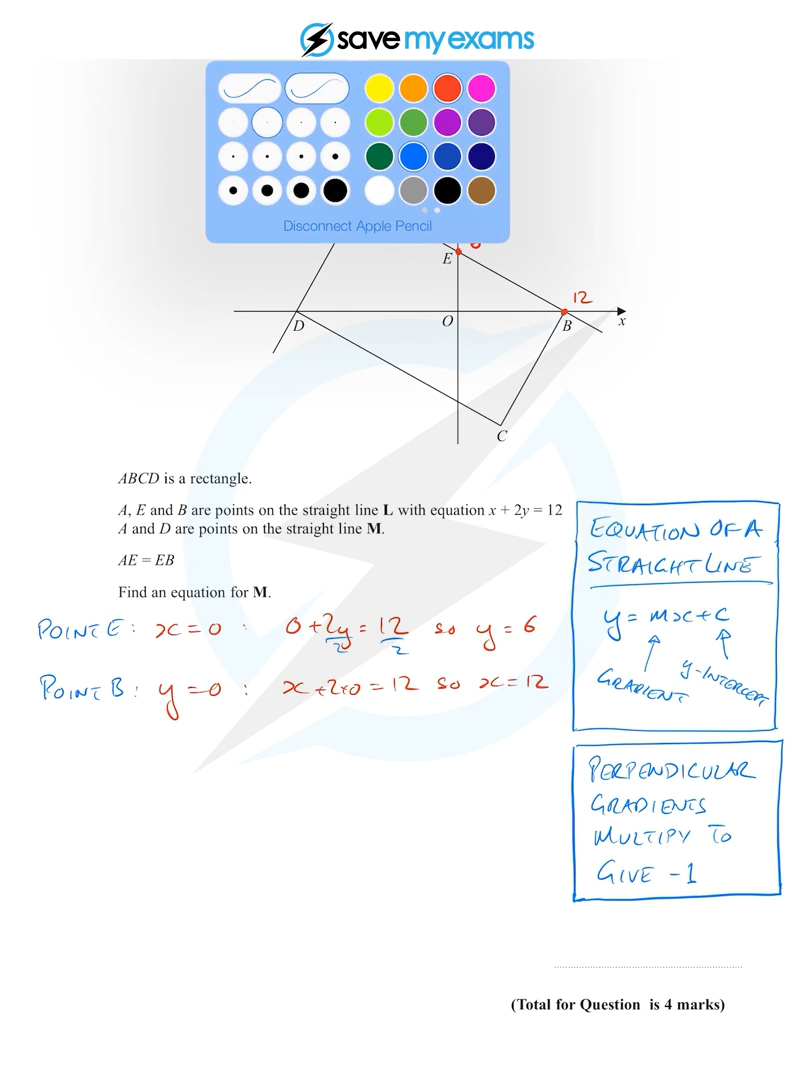 save my exams
Disconnect Apple Pencil
E
12
D
O
B
x
C
ABCD is a rectangle.
A, E and B are points on the straight line L with equation x + 2y = 12
A and D are points on the straight line M.
AE = EB
Find an equation for M.
POINT E: x=0 : 0+2y = 12 so y = 6
2 2
POINT B: y=0 : x+2×0 = 12 so x=12
EQUATION OF A
STRAIGHT LINE
y = mx+c
GRADIENT
y-INTERCEPT
PERPENDICULAR
GRADIENTS
MULTIPY TO
GIVE -1
(Total for Question is 4 marks)